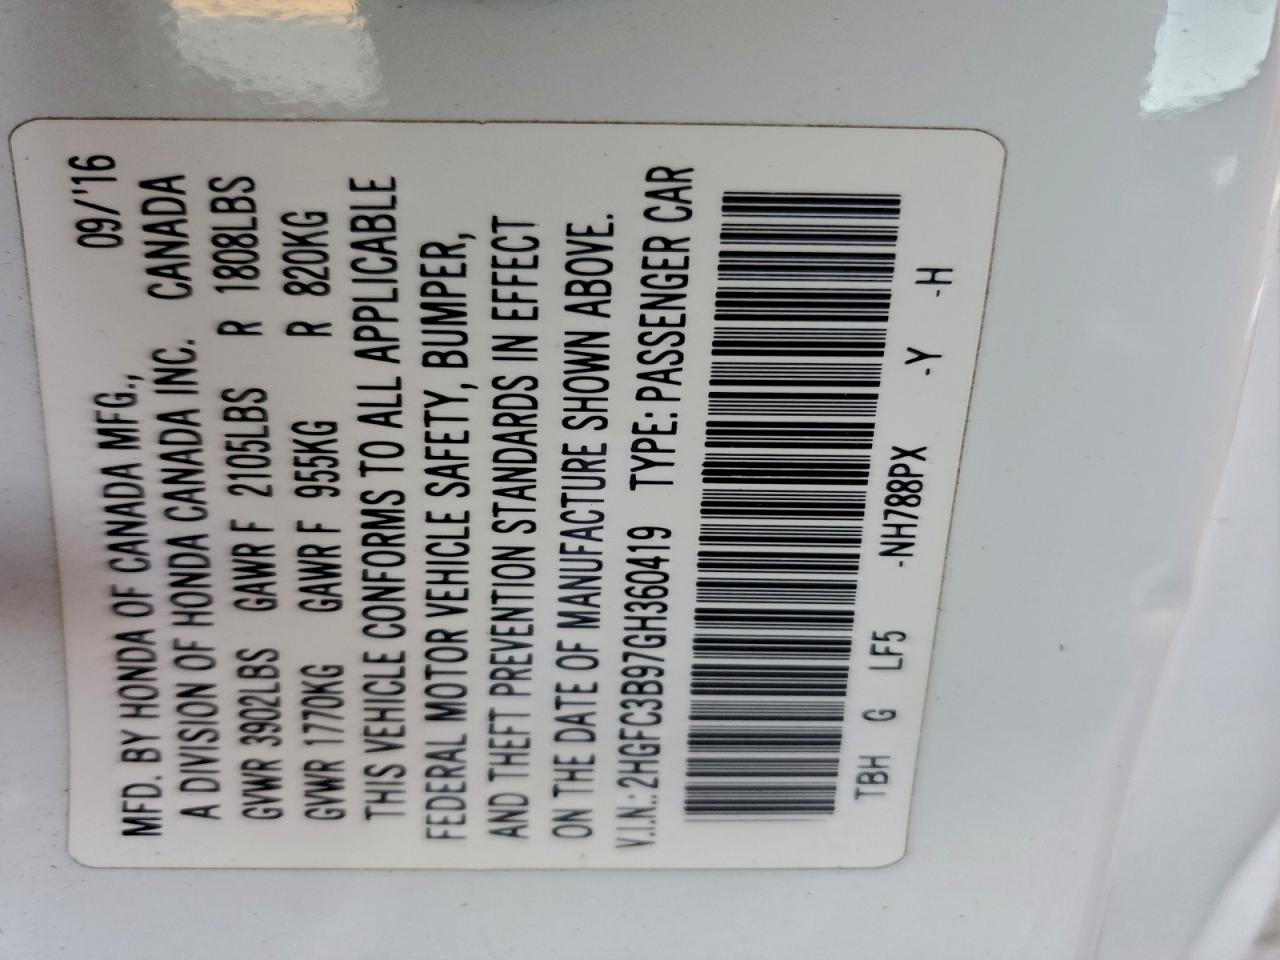 09/'16
MFD. BY HONDA OF CANADA MFG.,
A DIVISION OF HONDA CANADA INC. CANADA
GVWR 3902LBS GAWR F 2105LBS R 1808LBS
GVWR 1770KG GAWR F 955KG R 820KG
THIS VEHICLE CONFORMS TO ALL APPLICABLE
FEDERAL MOTOR VEHICLE SAFETY, BUMPER,
AND THEFT PREVENTION STANDARDS IN EFFECT
ON THE DATE OF MANUFACTURE SHOWN ABOVE.
V.I.N.: 2HGFC3B97GH360419 TYPE: PASSENGER CAR
TBH G LF5 -NH788PX -Y -H